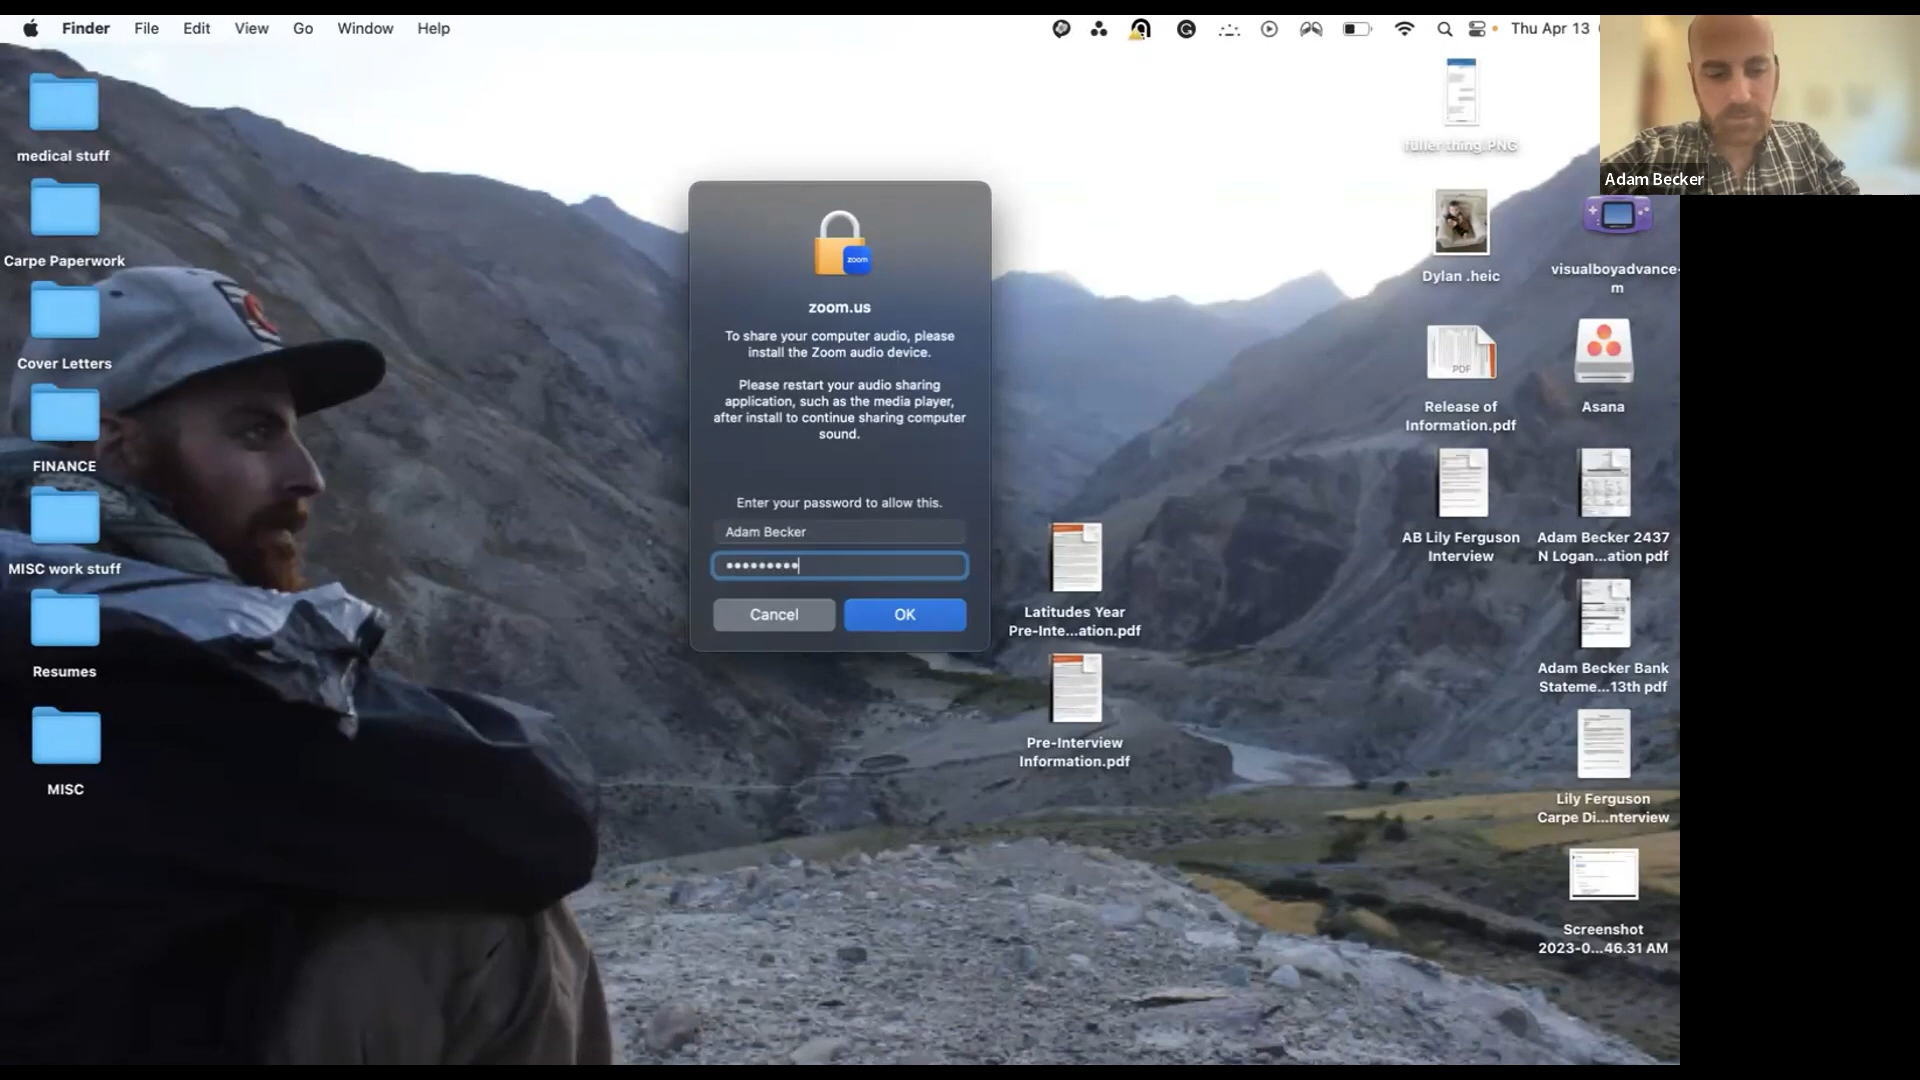 Finder File Edit View Go Window Help
Thu Apr 13
Adam Becker
medical stuff
Carpe Paperwork
Cover Letters
FINANCE
MISC work stuff
Resumes
MISC
zoom
zoom.us
To share your computer audio, please
install the Zoom audio device.
Please restart your audio sharing
application, such as the media player,
after install to continue sharing computer
sound.
Enter your password to allow this.
Adam Becker
•••••••••
Cancel OK
Latitudes Year
Pre-Inte...ation.pdf
Pre-Interview
Information.pdf
fuller thing.PNG
Dylan .heic
PDF
Release of
Information.pdf
AB Lily Ferguson
Interview
visualboyadvance-
m
Asana
Adam Becker 2437
N Logan...ation pdf
Adam Becker Bank
Stateme...13th pdf
Lily Ferguson
Carpe Di...nterview
Screenshot
2023-0...46.31 AM